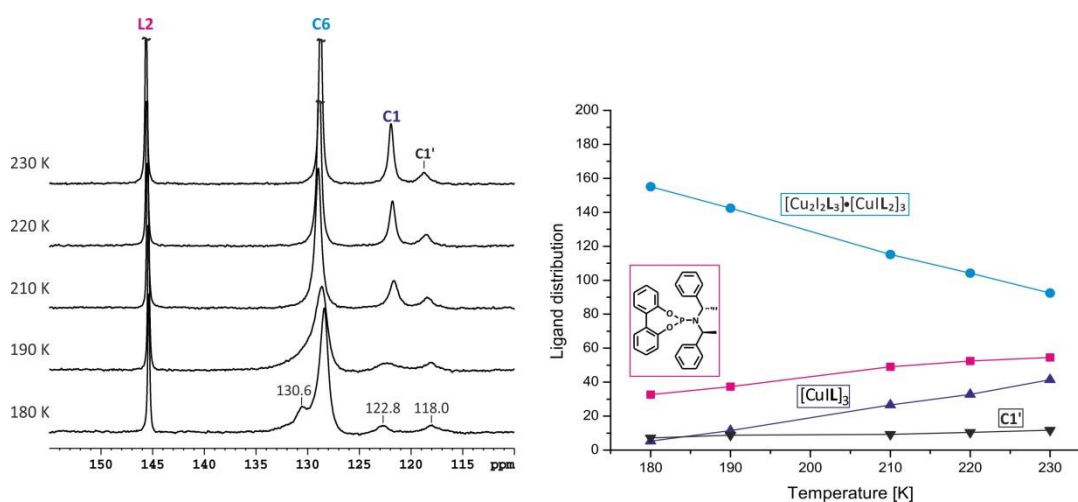 L2
C6
C1
C1'
230 K
220 K
210 K
190 K
180 K
130.6
122.8
118.0
150
145
140
135
130
125
120
115
ppm
200
180
160
140
120
100
80
60
40
20
0
Ligand distribution
[Cu₂I₂L₃]•[CuIL₂]₃
O
O
P
N
[CuIL]₃
C1'
180
190
200
210
220
230
Temperature [K]